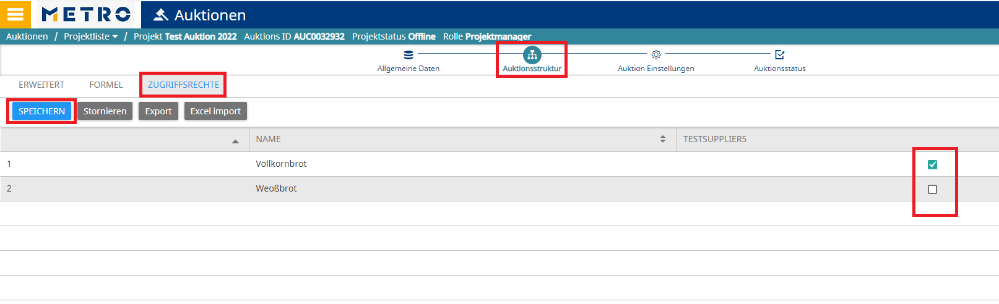 METRO Auktionen
Auktionen / Projektliste / Projekt Test Auktion 2022 Auktions ID AUC0032932 Projektstatus Offline Rolle Projektmanager
Allgemeine Daten Auktionsstruktur Auktion Einstellungen Auktionsstatus
ERWEITERT FORMEL ZUGRIFFSRECHTE
SPEICHERN Stornieren Export Excel import
NAME TESTSUPPLIER5
1 Vollkornbrot
2 Weoßbrot